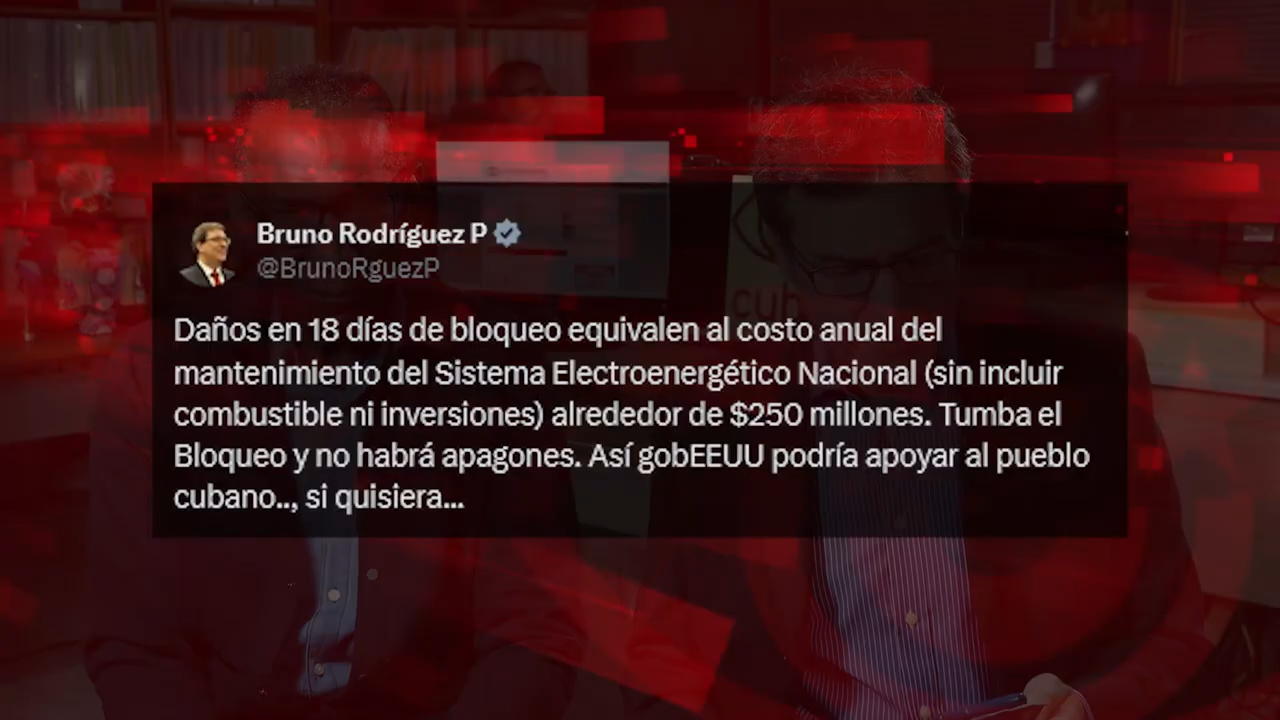 Bruno Rodríguez P
@BrunoRguezP
Daños en 18 días de bloqueo equivalen al costo anual del
mantenimiento del Sistema Electroenergético Nacional (sin incluir
combustible ni inversiones) alrededor de $250 millones. Tumba el
Bloqueo y no habrá apagones. Así gobEEUU podría apoyar al pueblo
cubano.., si quisiera...